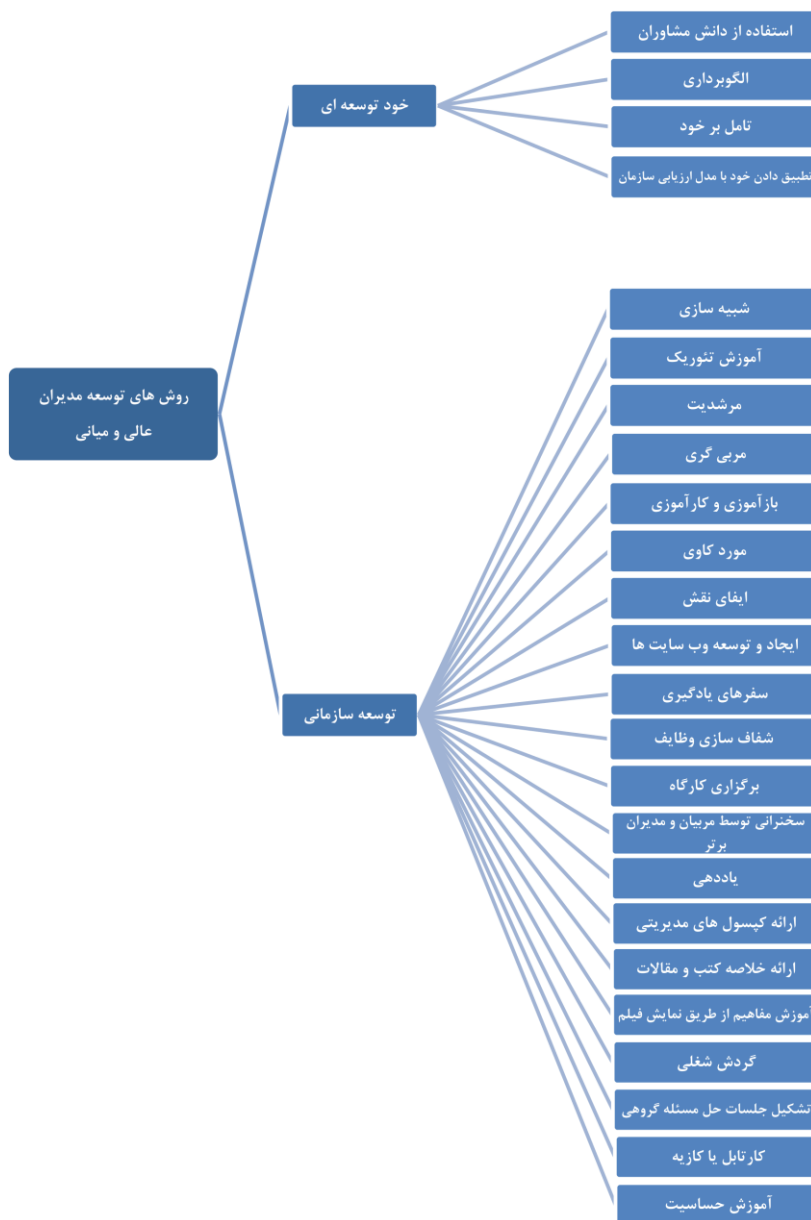 روش های توسعه مدیران
عالی و میانی
خود توسعه ای
استفاده از دانش مشاوران
الگوبرداری
تامل بر خود
تطبیق دادن خود با مدل ارزیابی سازمان
توسعه سازمانی
شبیه سازی
آموزش تئوریک
مرشدیت
مربی گری
بازآموزی و کارآموزی
مورد کاوی
ایفای نقش
ایجاد و توسعه وب سایت ها
سفرهای یادگیری
شفاف سازی وظایف
برگزاری کارگاه
سخنرانی توسط مربیان و مدیران
برتر
یاددهی
ارائه کپسول های مدیریتی
ارائه خلاصه کتب و مقالات
آموزش مفاهیم از طریق نمایش فیلم
گردش شغلی
تشکیل جلسات حل مسئله گروهی
کارتابل یا کازیه
آموزش حساسیت